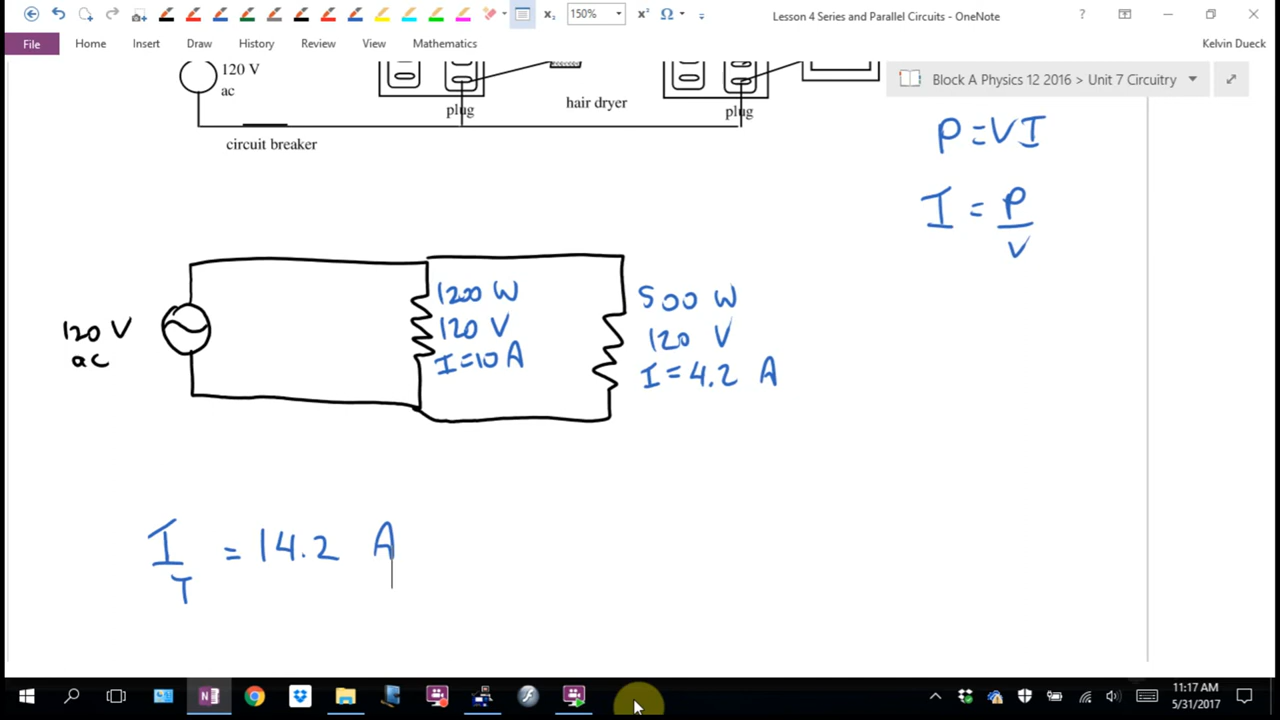 150%
Lesson 4 Series and Parallel Circuits - OneNote
File
Home
Insert
Draw
History
Review
View
Mathematics
Kelvin Dueck
Block A Physics 12 2016 > Unit 7 Circuitry
120 V
ac
plug
hair dryer
plug
circuit breaker
P = VI
I = P/V
120 V
ac
1200 W
120 V
I = 10 A
500 W
120 V
I = 4.2 A
I_T = 14.2 A
11:17 AM
5/31/2017